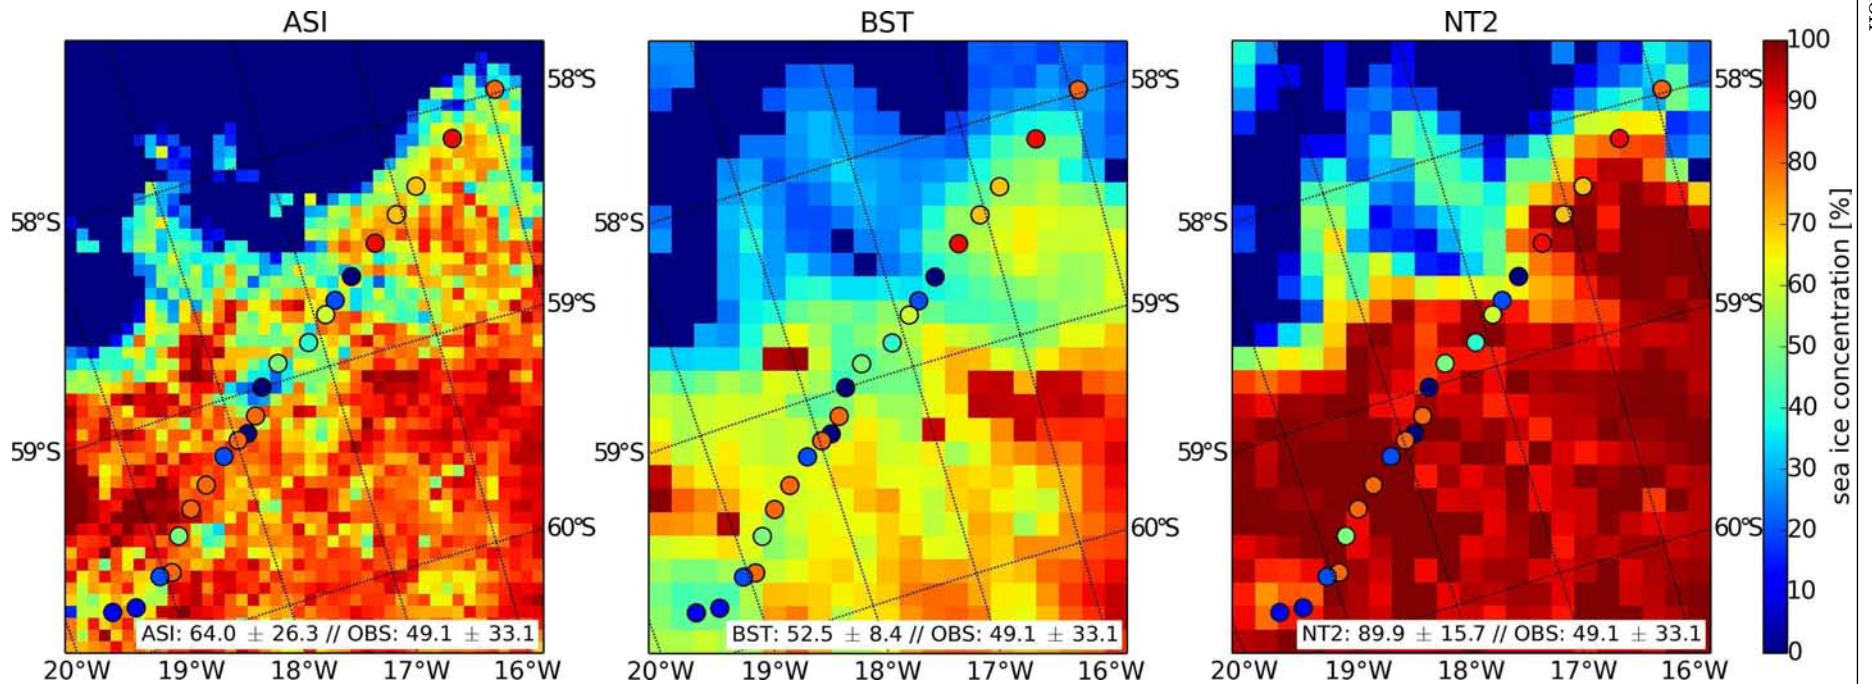 ASI
BST
NT2
58°S
58°S
59°S
59°S
60°S
20°W
19°W
18°W
17°W
16°W
ASI: 64.0 ± 26.3 // OBS: 49.1 ± 33.1
58°S
58°S
59°S
59°S
60°S
20°W
19°W
18°W
17°W
16°W
BST: 52.5 ± 8.4 // OBS: 49.1 ± 33.1
58°S
58°S
59°S
59°S
60°S
20°W
19°W
18°W
17°W
16°W
NT2: 89.9 ± 15.7 // OBS: 49.1 ± 33.1
100
90
80
70
60
50
40
30
20
10
0
sea ice concentration [%]